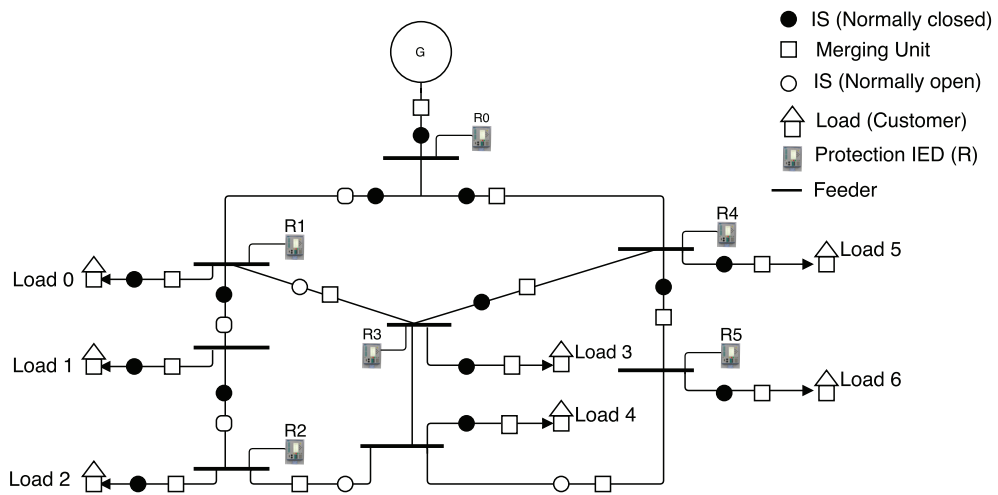 G
R0
IS (Normally closed)
Merging Unit
IS (Normally open)
Load (Customer)
Protection IED (R)
Feeder
R1
R4
Load 0
Load 5
R3
Load 3
R5
Load 1
Load 6
Load 4
R2
Load 2